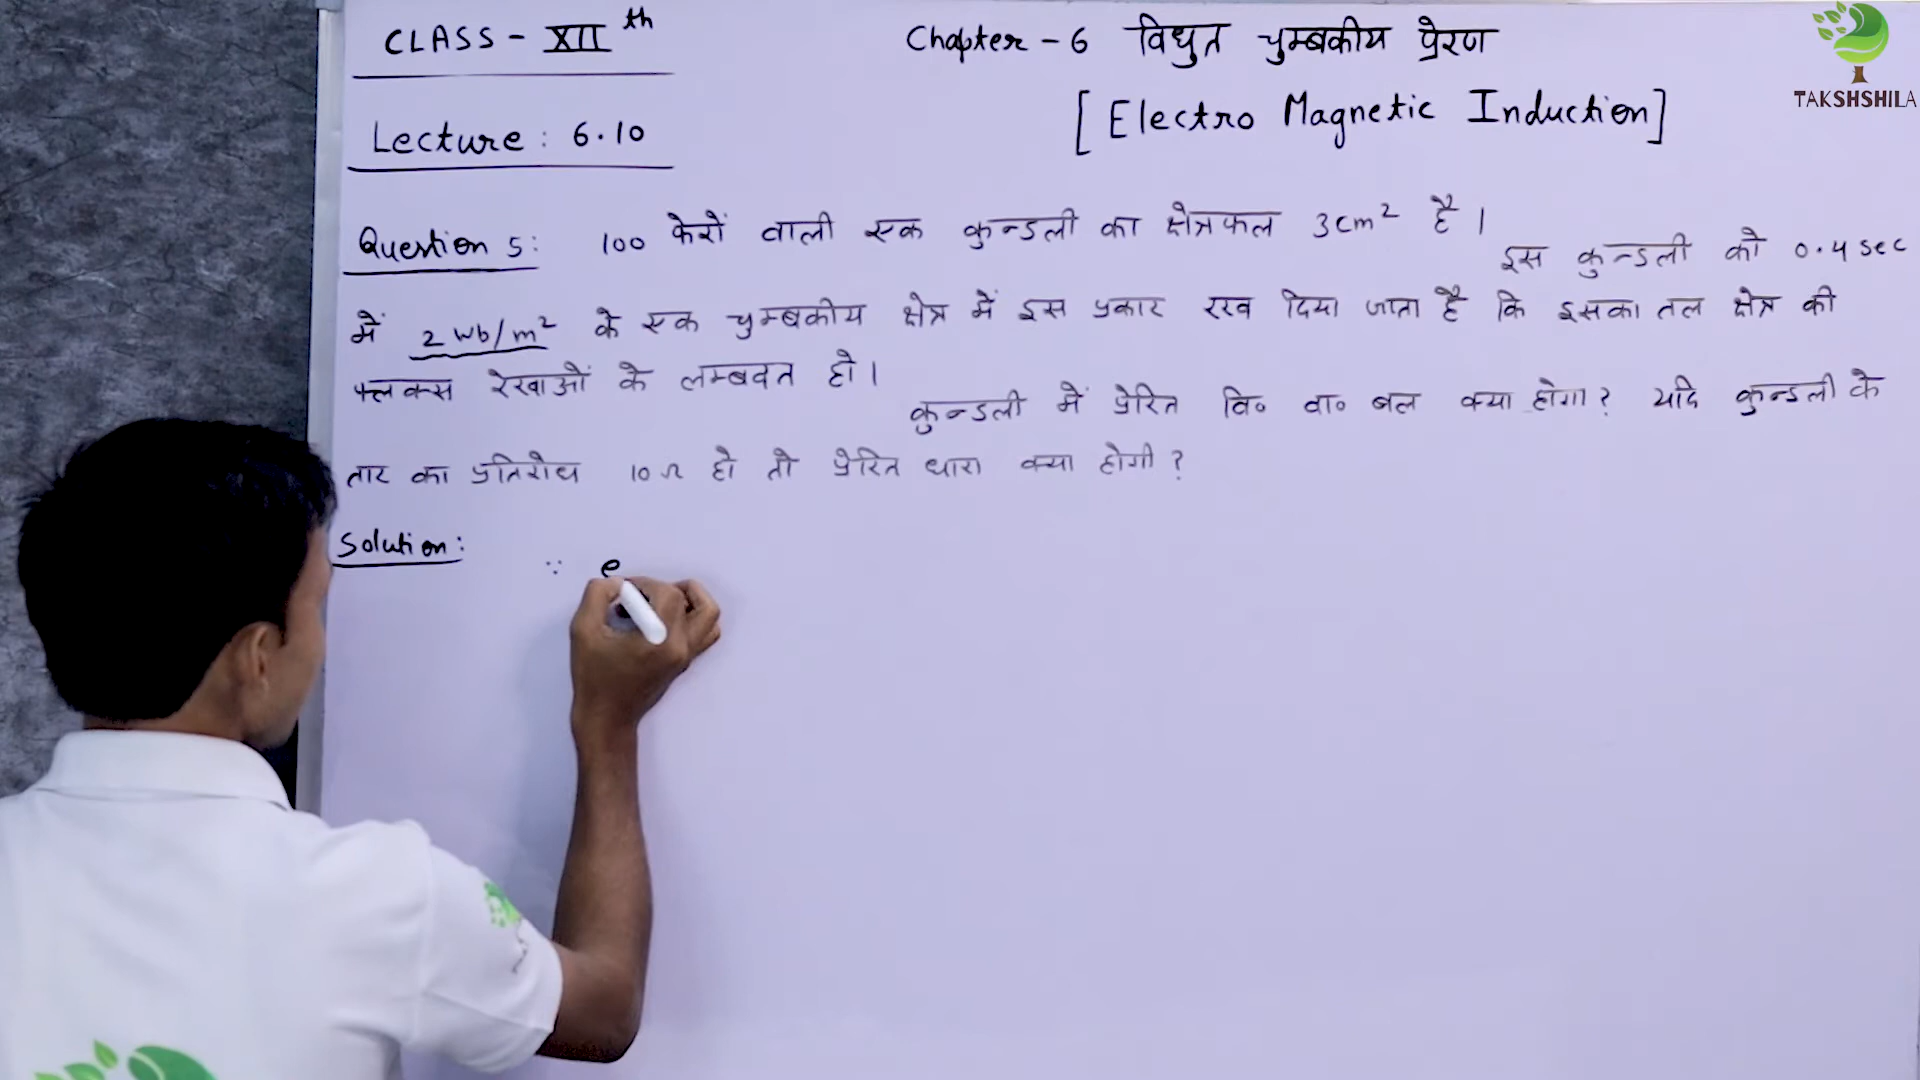 CLASS - XII th
Chapter - 6 विधुत चुम्बकीय प्रेरण
TAKSHSHILA
[Electro Magnetic Induction]
Lecture : 6.10
Question 5: 100 फेरों वाली एक कुन्डली का क्षेत्रफल 3cm² है। इस कुन्डली को 0.4 sec
में 2 wb/m² के एक चुम्बकीय क्षेत्र में इस प्रकार रख दिया जाता है कि इसका तल क्षेत्र की
फ्लक्स रेखाओं के लम्बवत हो। कुन्डली में प्रेरित वि० वा० बल क्या होगा? यदि कुन्डली के
तार का प्रतिरोध 10Ω हो तो प्रेरित धारा क्या होगी?
Solution: ∵ e